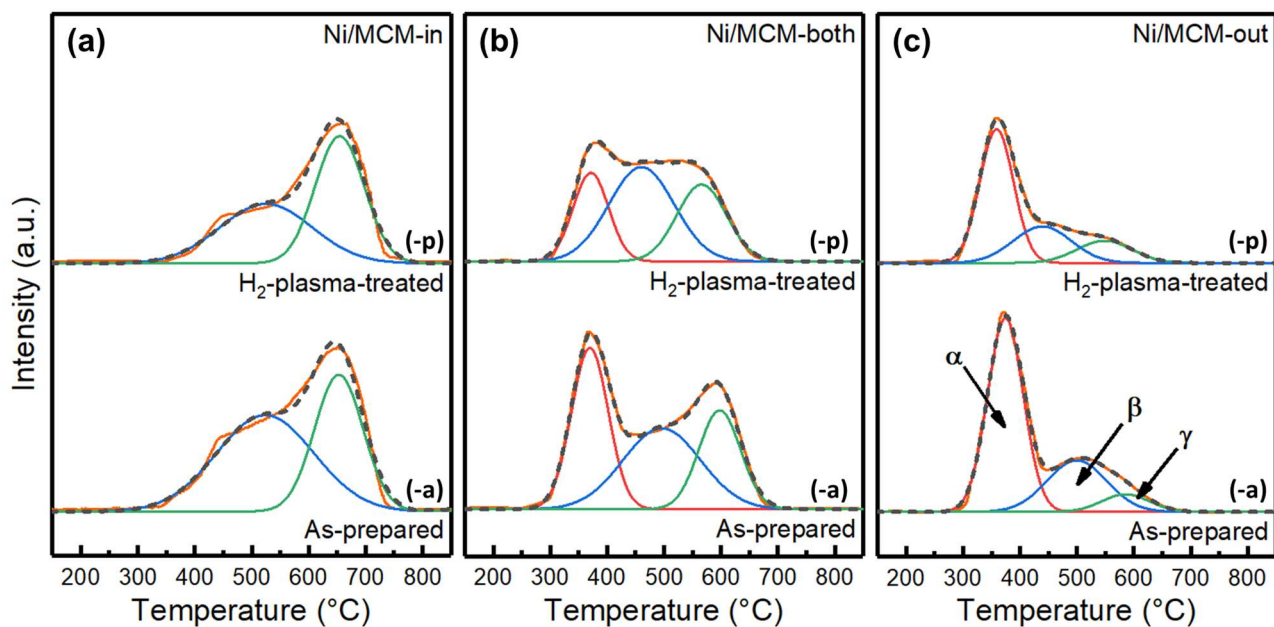 (a)
Ni/MCM-in
(-p)
H₂-plasma-treated
(-a)
As-prepared
(b)
Ni/MCM-both
(-p)
H₂-plasma-treated
(-a)
As-prepared
(c)
Ni/MCM-out
(-p)
H₂-plasma-treated
α
β
γ
(-a)
As-prepared
Intensity (a.u.)
200 300 400 500 600 700 800
200 300 400 500 600 700 800
200 300 400 500 600 700 800
Temperature (°C)
Temperature (°C)
Temperature (°C)